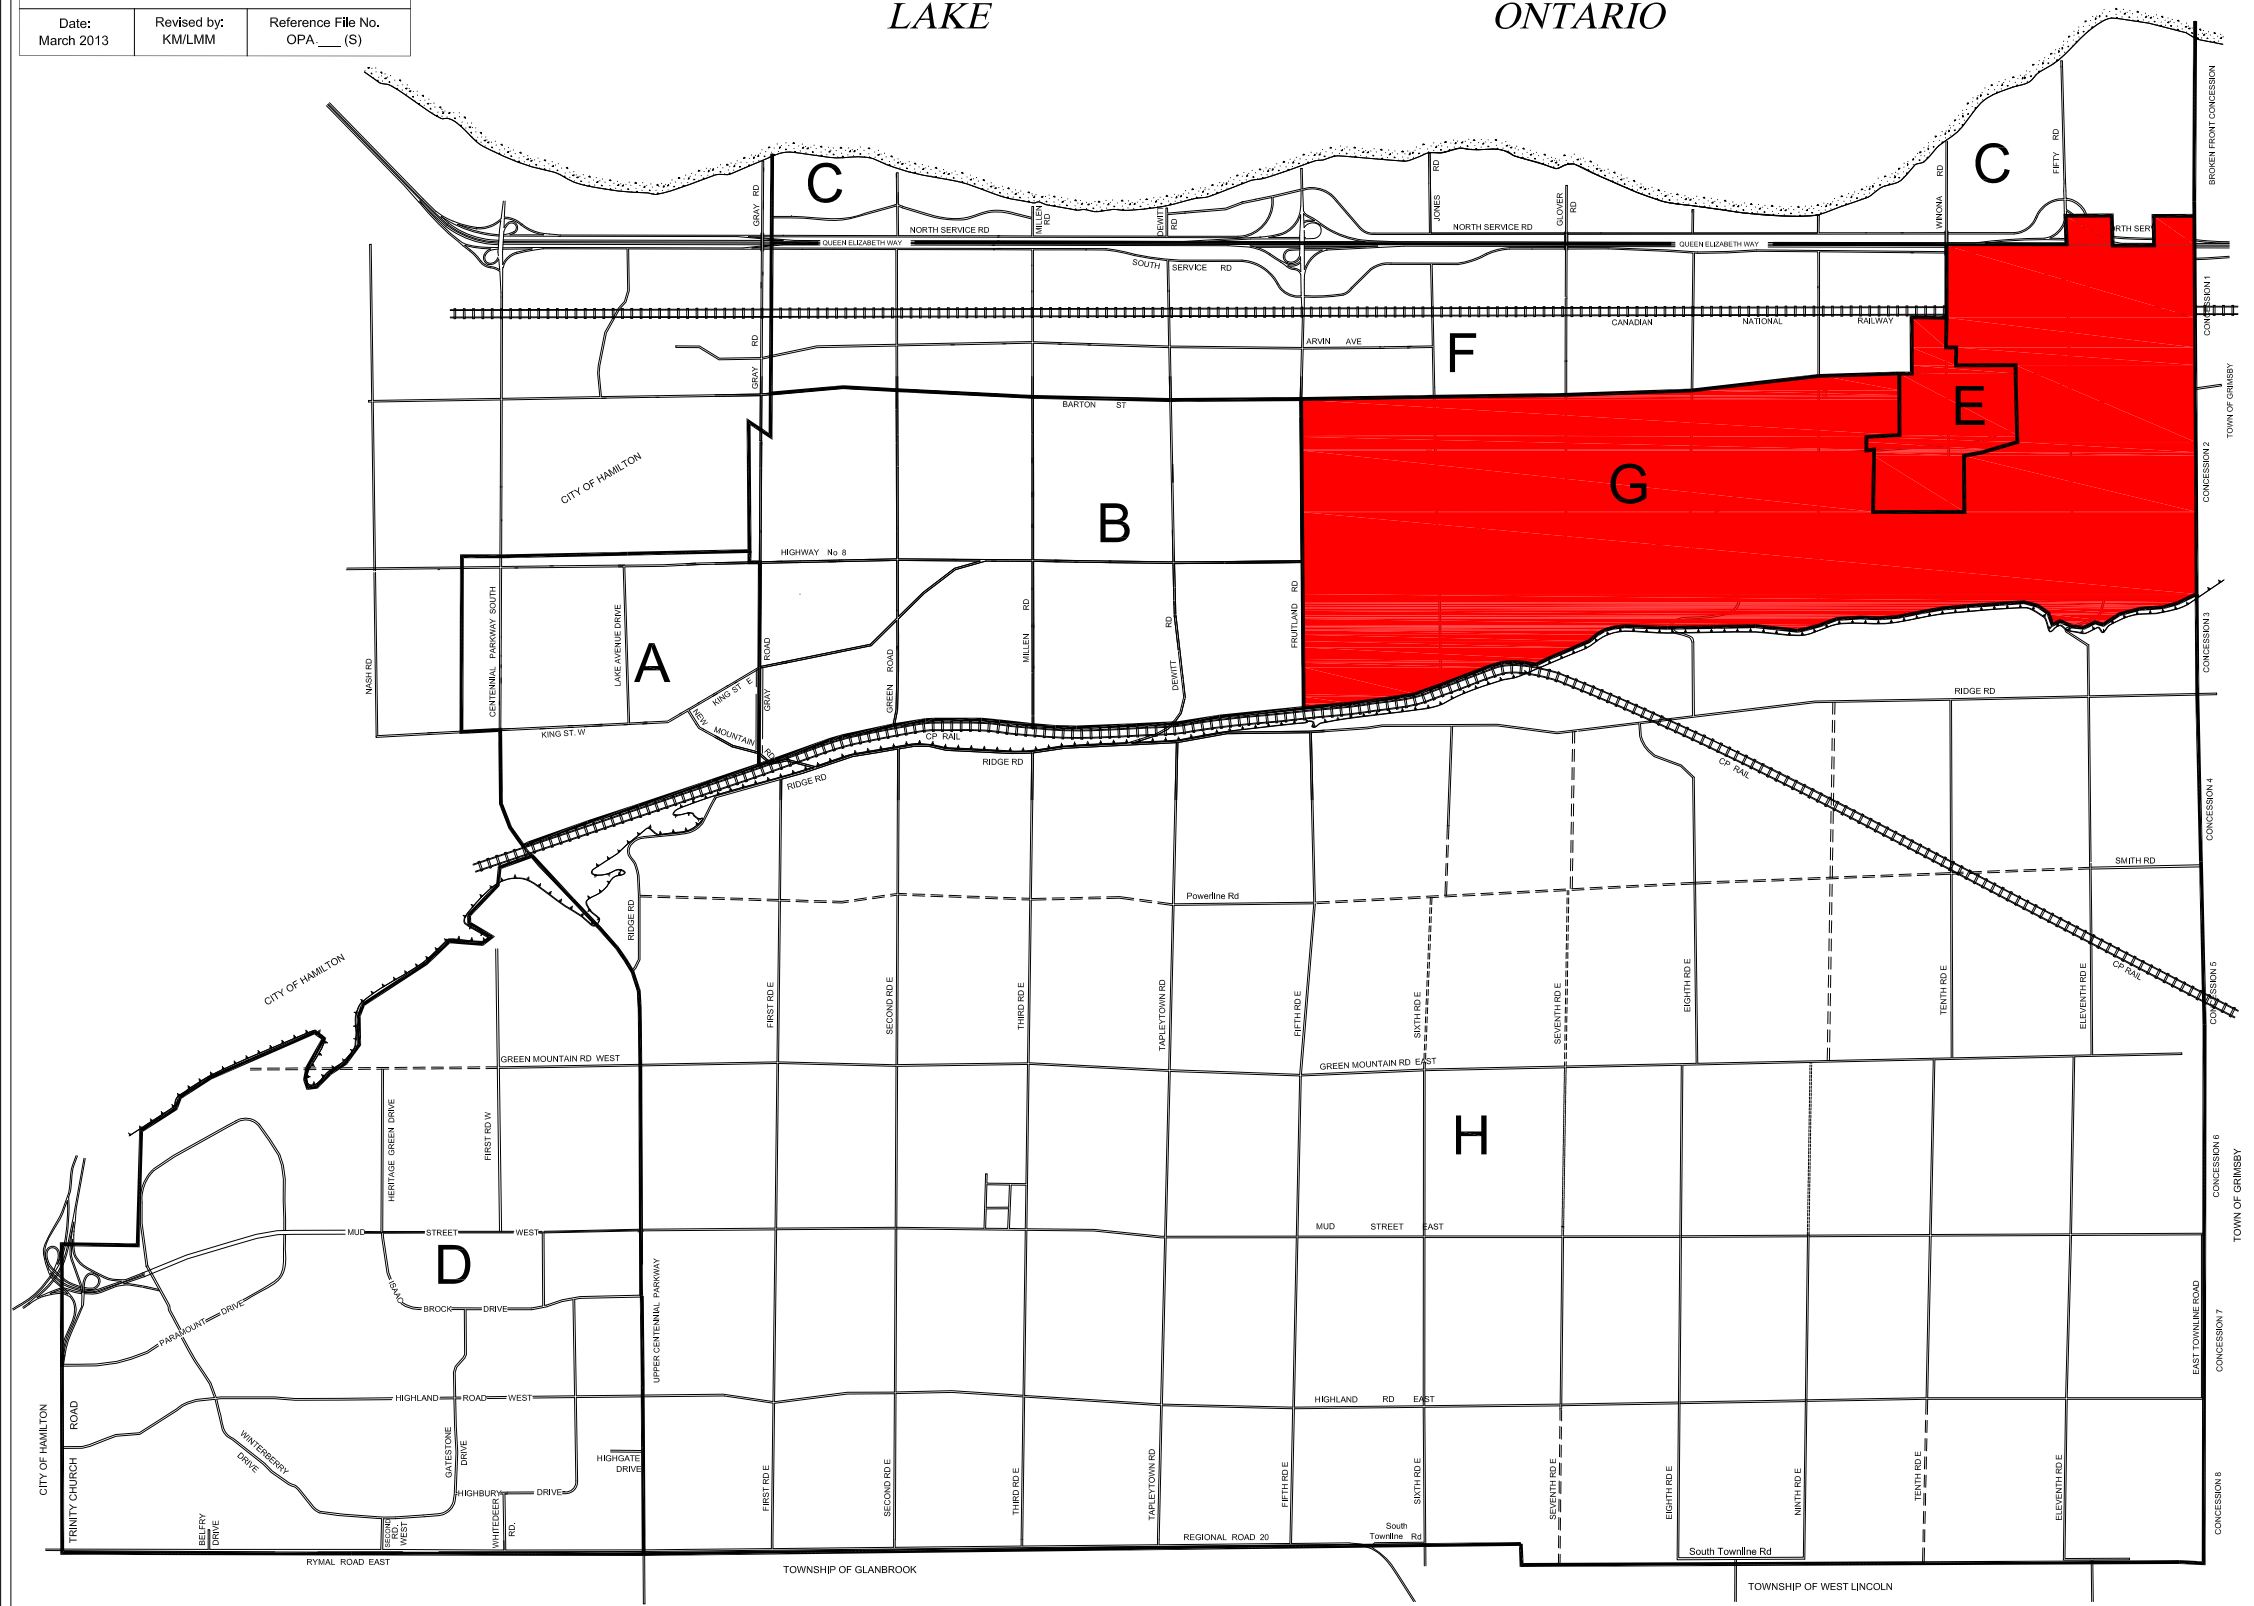 LAKE ONTARIO
Date: Revised by: Reference File No.
March 2013 KM/LMM OPA.___ (S)
BROKEN FRONT CONCESSION
C
C
GRAY RD
MILLEN RD
DEWITT RD
JONES RD
GLOVER RD
WINONA RD
FIFTY RD
NORTH SERVICE RD
NORTH SERVICE RD
RTH SER
QUEEN ELIZABETH WAY
QUEEN ELIZABETH WAY
SOUTH SERVICE RD
CONCESSION 1
CANADIAN NATIONAL RAILWAY
GRAY RD
ARVIN AVE
F
E
BARTON ST
TOWN OF GRIMSBY
CITY OF HAMILTON
G
B
CONCESSION 2
HIGHWAY No 8
NASH RD
CENTENNIAL PARKWAY SOUTH
LAKE AVENUE DRIVE
A
GRAY ROAD
GREEN ROAD
MILLEN RD
DEWITT RD
FRUITLAND RD
CONCESSION 3
KING ST E
NEW MOUNTAIN RD
KING ST. W
CP RAIL
RIDGE RD
RIDGE RD
RIDGE RD
CP RAIL
CONCESSION 4
SMITH RD
Powerline Rd
RIDGE RD
CITY OF HAMILTON
FIRST RD E
SECOND RD E
THIRD RD E
TAPLEYTOWN RD
FIFTH RD E
SIXTH RD E
SEVENTH RD E
EIGHTH RD E
TENTH RD E
ELEVENTH RD E
CP RAIL
CONCESSION 5
GREEN MOUNTAIN RD WEST
GREEN MOUNTAIN RD EAST
HERITAGE GREEN DRIVE
FIRST RD W
H
CONCESSION 6
TOWN OF GRIMSBY
MUD STREET WEST
MUD STREET EAST
D
ISAAC BROCK DRIVE
PARAMOUNT DRIVE
UPPER CENTENNIAL PARKWAY
EAST TOWNLINE ROAD
CONCESSION 7
HIGHLAND ROAD WEST
HIGHLAND RD EAST
CITY OF HAMILTON
TRINITY CHURCH ROAD
WINTERBERRY DRIVE
GATESTONE DRIVE
HIGHGATE DRIVE
HIGHBURY DRIVE
BELFRY DRIVE
SECOND RD. WEST
WHITEDEER RD.
FIRST RD E
SECOND RD E
THIRD RD E
TAPLEYTOWN RD
FIFTH RD E
SIXTH RD E
SEVENTH RD E
EIGHTH RD E
NINTH RD E
TENTH RD E
ELEVENTH RD E
CONCESSION 8
REGIONAL ROAD 20
South Townline Rd
South Townline Rd
RYMAL ROAD EAST
TOWNSHIP OF GLANBROOK
TOWNSHIP OF WEST LINCOLN